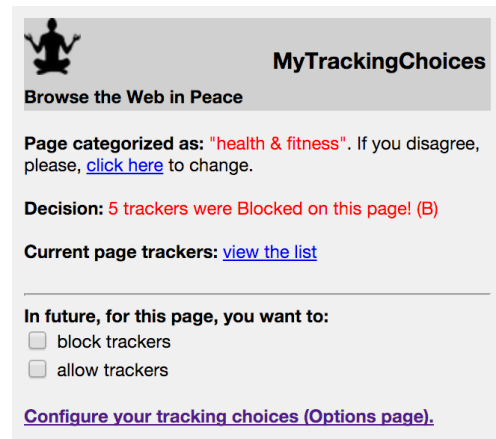 MyTrackingChoices
Browse the Web in Peace
Page categorized as: "health & fitness". If you disagree,
please, click here to change.
Decision: 5 trackers were Blocked on this page! (B)
Current page trackers: view the list
In future, for this page, you want to:
block trackers
allow trackers
Configure your tracking choices (Options page).